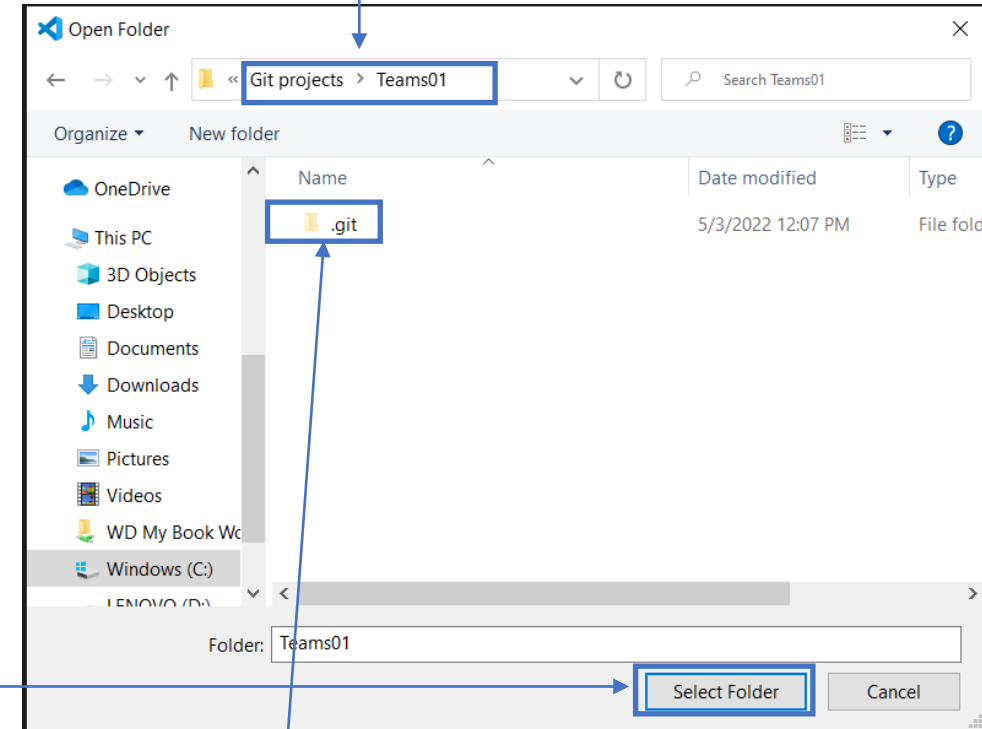 Open Folder
« Git projects > Teams01
Search Teams01
Organize
New folder
?
OneDrive
This PC
3D Objects
Desktop
Documents
Downloads
Music
Pictures
Videos
WD My Book Wo
Windows (C:)
LENOVO (D:)
Name
Date modified
Type
.git
5/3/2022 12:07 PM
File fold
Folder: Teams01
Select Folder
Cancel